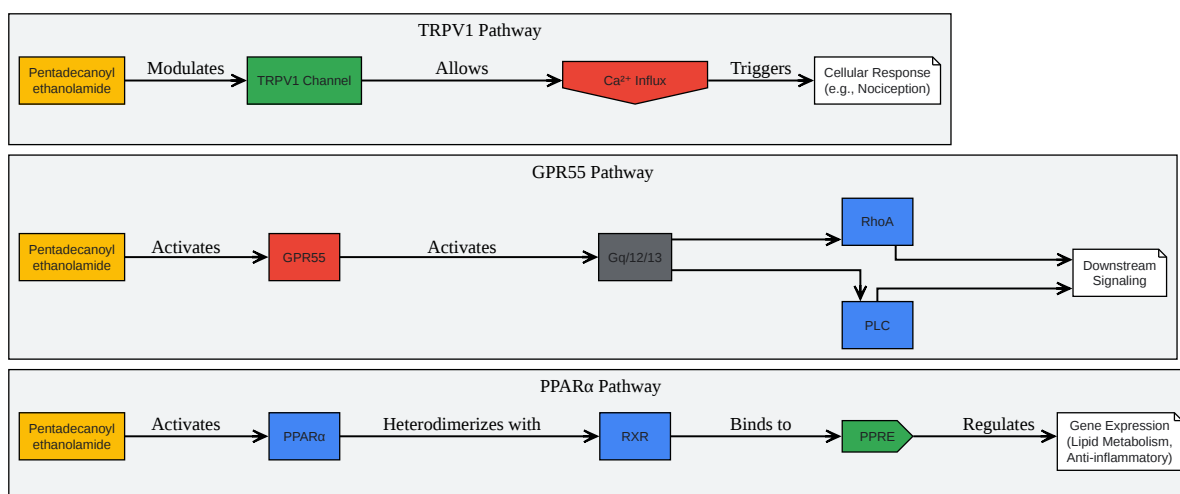 TRPV1 Pathway
Pentadecanoyl
ethanolamide
Modulates
TRPV1 Channel
Allows
Ca²⁺ Influx
Triggers
Cellular Response
(e.g., Nociception)
GPR55 Pathway
Pentadecanoyl
ethanolamide
Activates
GPR55
Activates
Gq/12/13
RhoA
PLC
Downstream
Signaling
PPARα Pathway
Pentadecanoyl
ethanolamide
Activates
PPARα
Heterodimerizes with
RXR
Binds to
PPRE
Regulates
Gene Expression
(Lipid Metabolism,
Anti-inflammatory)